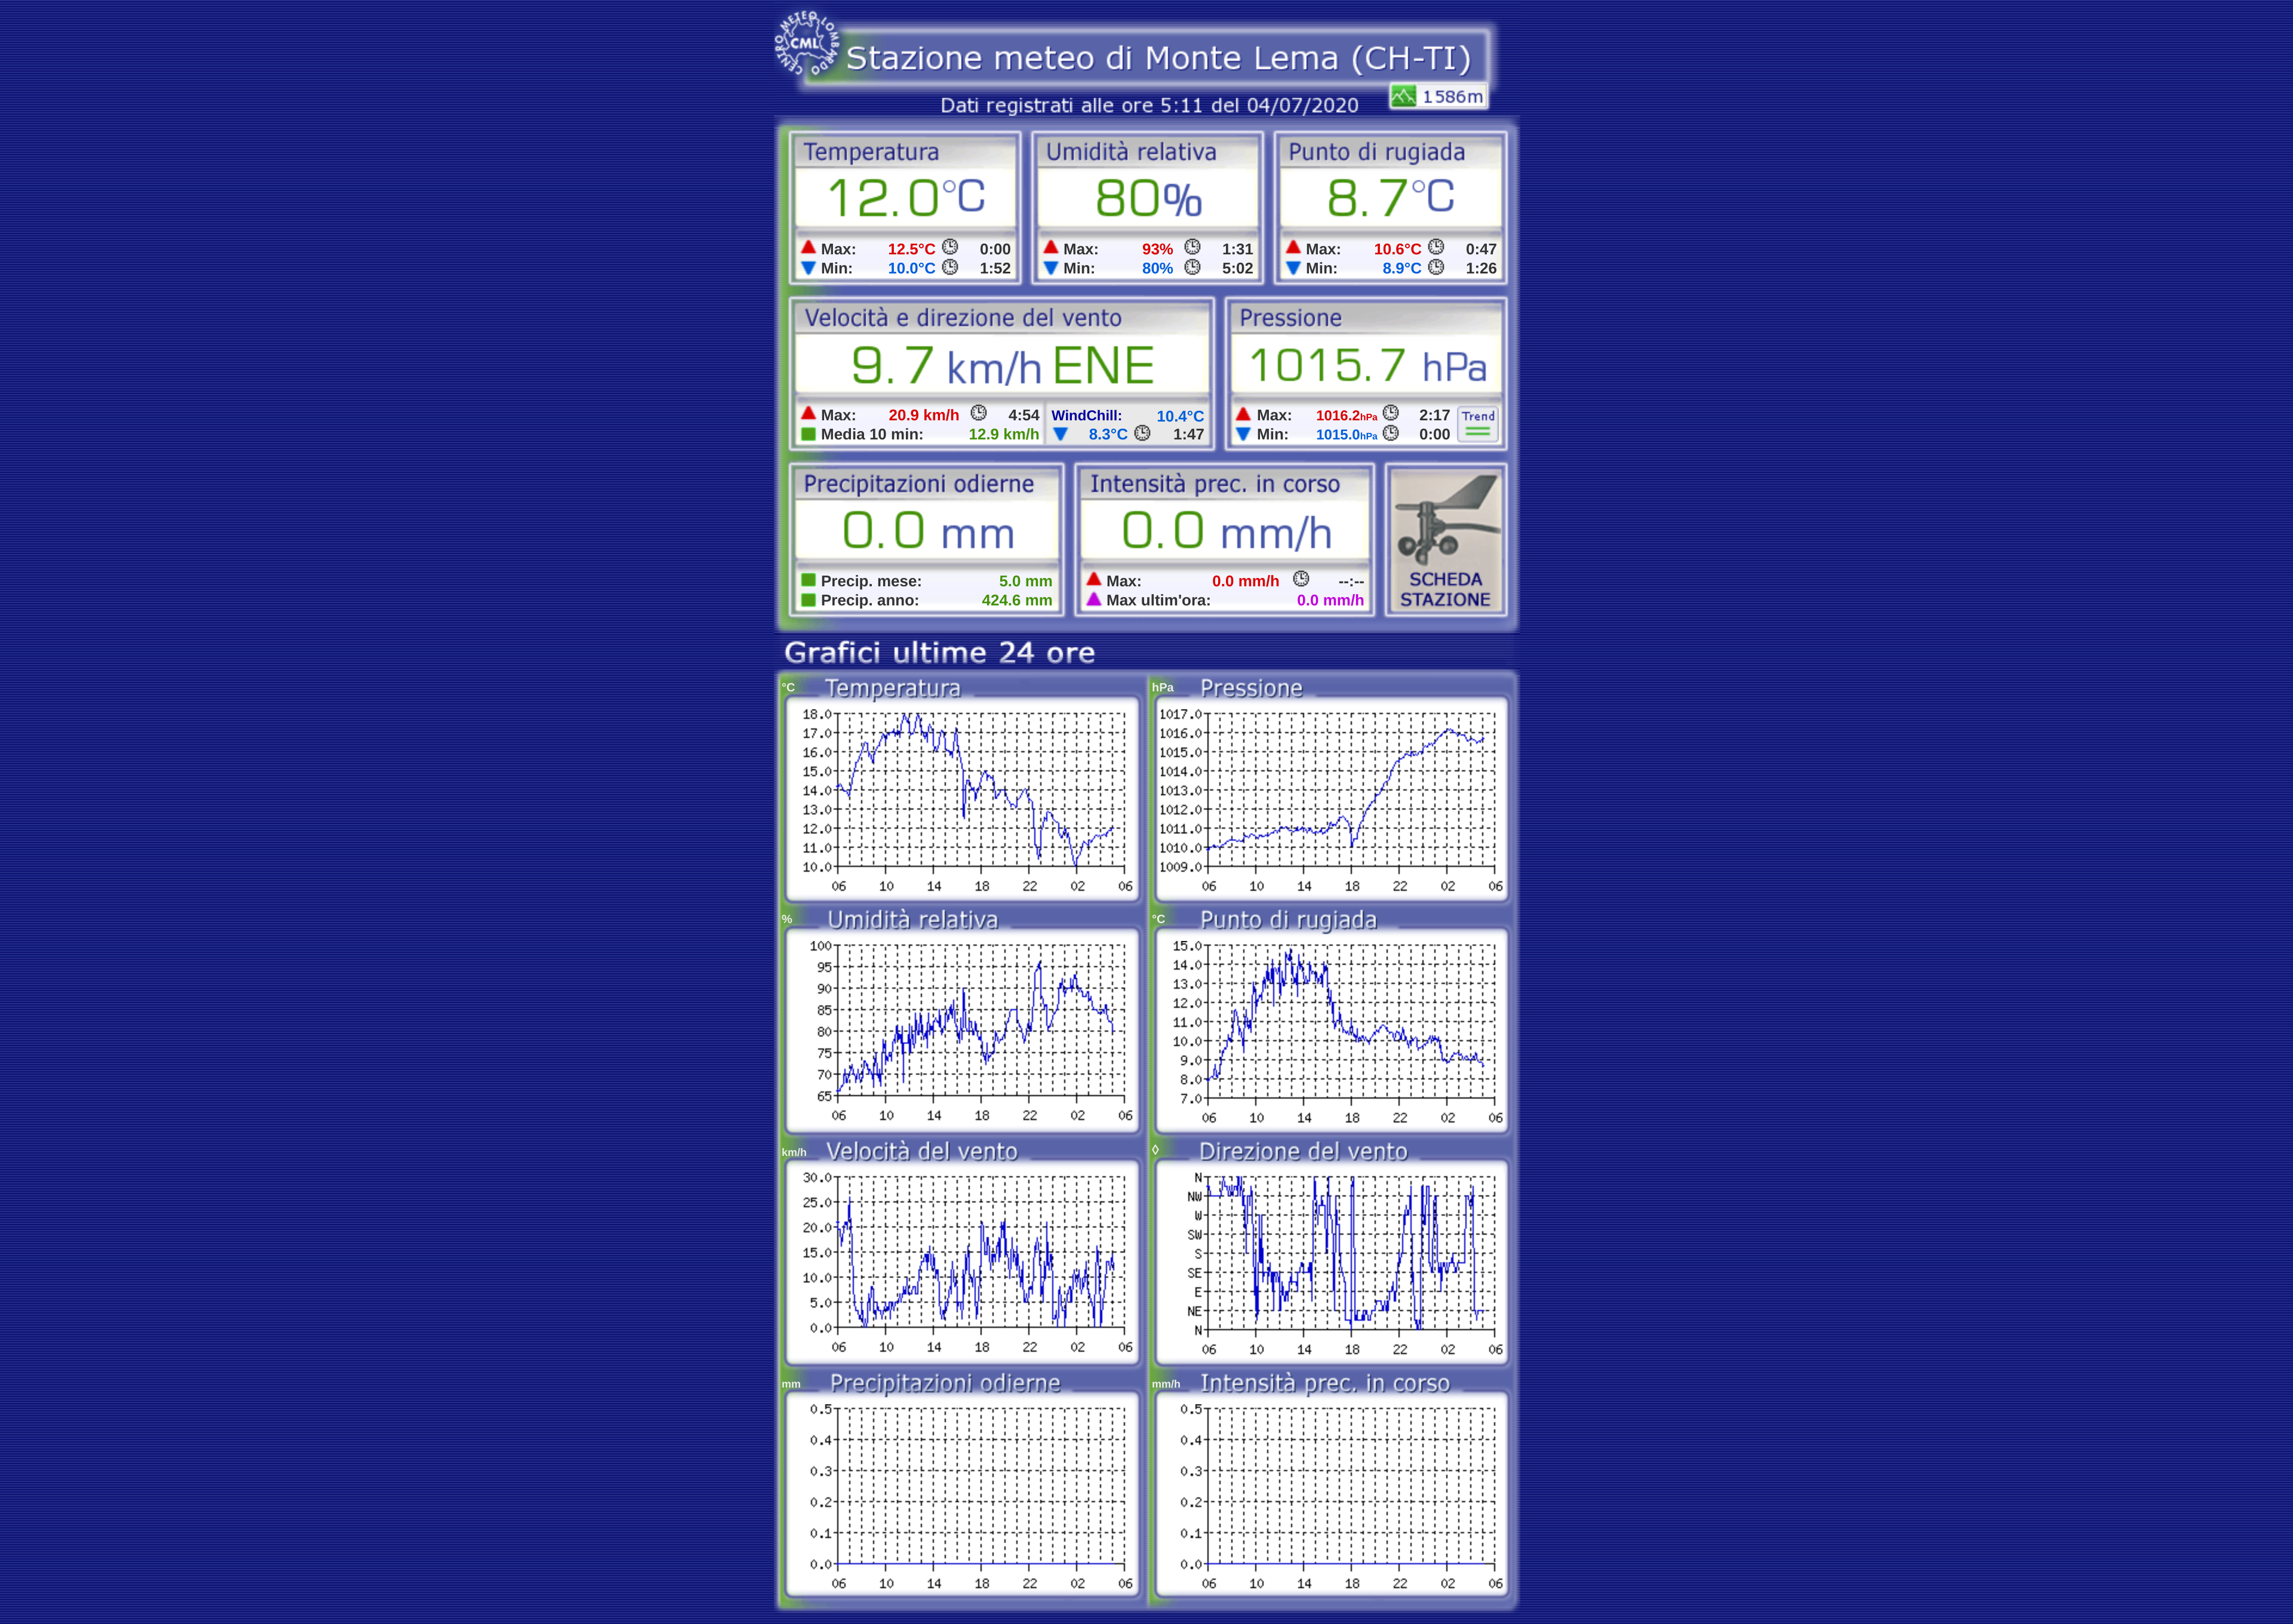 CENTRO METEO LOMBARDO
CML
Stazione meteo di Monte Lema (CH-TI)
1586m
Dati registrati alle ore 5:11 del 04/07/2020
Temperatura Umidità relativa Punto di rugiada
12.0°C 80% 8.7°C
Max: 12.5°C 0:00 Max: 93% 1:31 Max: 10.6°C 0:47
Min: 10.0°C 1:52 Min: 80% 5:02 Min: 8.9°C 1:26
Velocità e direzione del vento Pressione
9.7 km/h ENE 1015.7 hPa
Max: 20.9 km/h 4:54 WindChill: 10.4°C Max: 1016.2hPa 2:17 Trend
Media 10 min: 12.9 km/h 8.3°C 1:47 Min: 1015.0hPa 0:00
Precipitazioni odierne Intensità prec. in corso
0.0 mm 0.0 mm/h
Precip. mese: 5.0 mm Max: 0.0 mm/h --:-- SCHEDA
Precip. anno: 424.6 mm Max ultim'ora: 0.0 mm/h STAZIONE
Grafici ultime 24 ore
°C Temperatura
18.0
17.0
16.0
15.0
14.0
13.0
12.0
11.0
10.0
06 10 14 18 22 02 06
hPa Pressione
1017.0
1016.0
1015.0
1014.0
1013.0
1012.0
1011.0
1010.0
1009.0
06 10 14 18 22 02 06
% Umidità relativa
100
95
90
85
80
75
70
65
06 10 14 18 22 02 06
°C Punto di rugiada
15.0
14.0
13.0
12.0
11.0
10.0
9.0
8.0
7.0
06 10 14 18 22 02 06
km/h Velocità del vento
30.0
25.0
20.0
15.0
10.0
5.0
0.0
06 10 14 18 22 02 06
◊ Direzione del vento
N
NW
W
SW
S
SE
E
NE
N
06 10 14 18 22 02 06
mm Precipitazioni odierne
0.5
0.4
0.3
0.2
0.1
0.0
06 10 14 18 22 02 06
mm/h Intensità prec. in corso
0.5
0.4
0.3
0.2
0.1
0.0
06 10 14 18 22 02 06